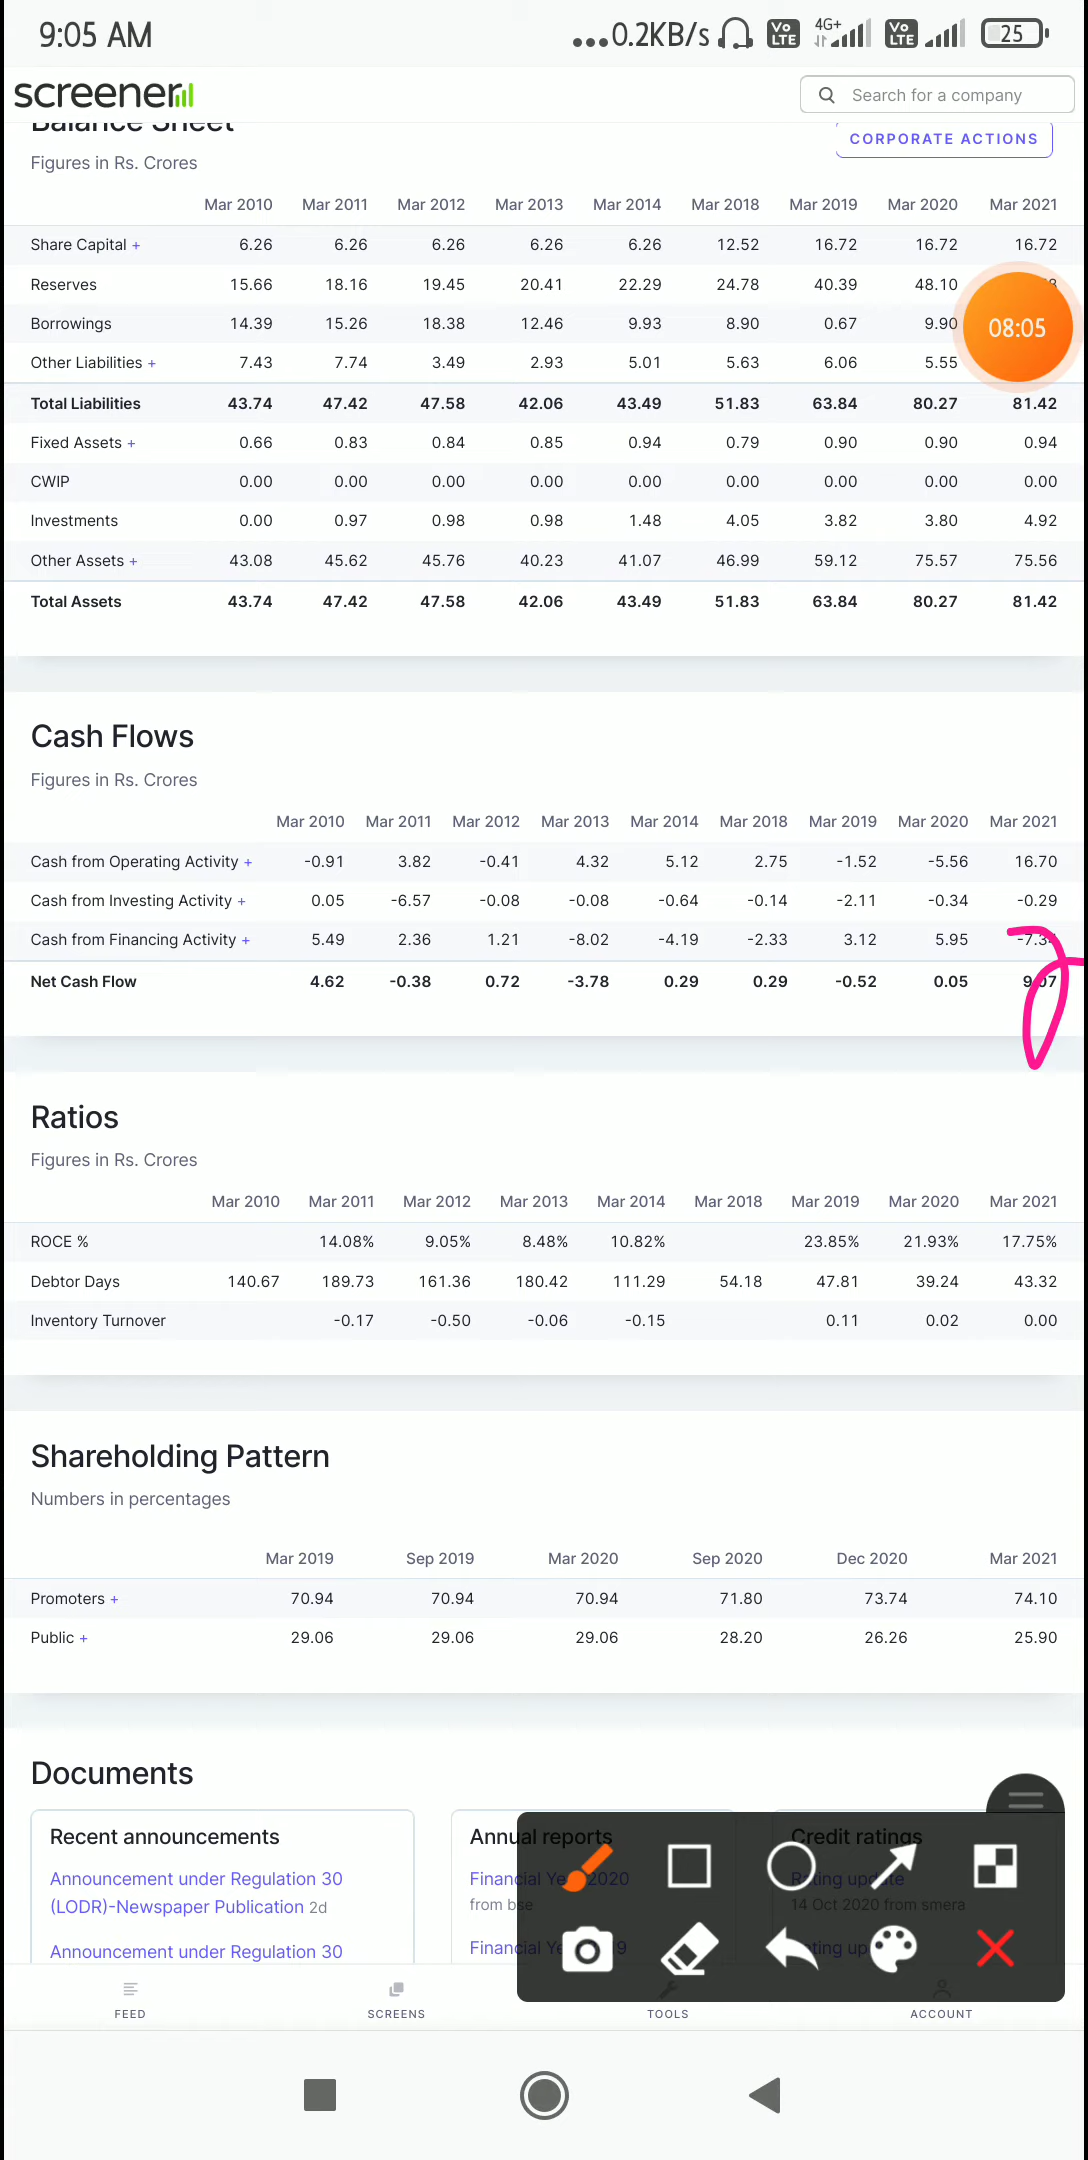 9:05 AM ...0.2KB/s Vo LTE 4G+ Vo LTE 25
screener Search for a company
Balance Sheet
CORPORATE ACTIONS
Figures in Rs. Crores
Mar 2010 Mar 2011 Mar 2012 Mar 2013 Mar 2014 Mar 2018 Mar 2019 Mar 2020 Mar 2021
Share Capital + 6.26 6.26 6.26 6.26 6.26 12.52 16.72 16.72 16.72
Reserves 15.66 18.16 19.45 20.41 22.29 24.78 40.39 48.10
Borrowings 14.39 15.26 18.38 12.46 9.93 8.90 0.67 9.90 08:05
Other Liabilities + 7.43 7.74 3.49 2.93 5.01 5.63 6.06 5.55
Total Liabilities 43.74 47.42 47.58 42.06 43.49 51.83 63.84 80.27 81.42
Fixed Assets + 0.66 0.83 0.84 0.85 0.94 0.79 0.90 0.90 0.94
CWIP 0.00 0.00 0.00 0.00 0.00 0.00 0.00 0.00 0.00
Investments 0.00 0.97 0.98 0.98 1.48 4.05 3.82 3.80 4.92
Other Assets + 43.08 45.62 45.76 40.23 41.07 46.99 59.12 75.57 75.56
Total Assets 43.74 47.42 47.58 42.06 43.49 51.83 63.84 80.27 81.42
Cash Flows
Figures in Rs. Crores
Mar 2010 Mar 2011 Mar 2012 Mar 2013 Mar 2014 Mar 2018 Mar 2019 Mar 2020 Mar 2021
Cash from Operating Activity + -0.91 3.82 -0.41 4.32 5.12 2.75 -1.52 -5.56 16.70
Cash from Investing Activity + 0.05 -6.57 -0.08 -0.08 -0.64 -0.14 -2.11 -0.34 -0.29
Cash from Financing Activity + 5.49 2.36 1.21 -8.02 -4.19 -2.33 3.12 5.95 -7.34
Net Cash Flow 4.62 -0.38 0.72 -3.78 0.29 0.29 -0.52 0.05 9.07
Ratios
Figures in Rs. Crores
Mar 2010 Mar 2011 Mar 2012 Mar 2013 Mar 2014 Mar 2018 Mar 2019 Mar 2020 Mar 2021
ROCE % 14.08% 9.05% 8.48% 10.82% 23.85% 21.93% 17.75%
Debtor Days 140.67 189.73 161.36 180.42 111.29 54.18 47.81 39.24 43.32
Inventory Turnover -0.17 -0.50 -0.06 -0.15 0.11 0.02 0.00
Shareholding Pattern
Numbers in percentages
Mar 2019 Sep 2019 Mar 2020 Sep 2020 Dec 2020 Mar 2021
Promoters + 70.94 70.94 70.94 71.80 73.74 74.10
Public + 29.06 29.06 29.06 28.20 26.26 25.90
Documents
Recent announcements Annual reports Credit ratings
Announcement under Regulation 30 Financial Year 2020 Rating update
(LODR)-Newspaper Publication 2d from bse 14 Oct 2020 from smera
Announcement under Regulation 30 Financial
FEED SCREENS TOOLS ACCOUNT